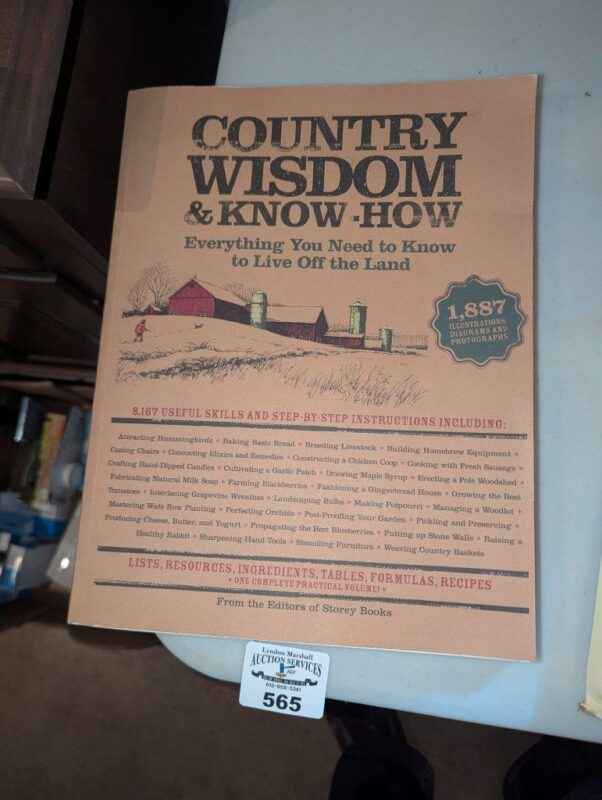 COUNTRY
WISDOM
& KNOW-HOW
Everything You Need to Know
to Live Off the Land
1,887
ILLUSTRATIONS,
DIAGRAMS AND
PHOTOGRAPHS
8,167 USEFUL SKILLS AND STEP-BY-STEP INSTRUCTIONS INCLUDING:
Attracting Hummingbirds • Baking Basic Bread • Breeding Livestock • Building Homebrew Equipment •
Caning Chairs • Concocting Elixirs and Remedies • Constructing a Chicken Coop • Cooking with Fresh Sausage •
Crafting Hand-Dipped Candles • Cultivating a Garlic Patch • Drawing Maple Syrup • Erecting a Pole Woodshed •
Fabricating Natural Milk Soap • Farming Blackberries • Fashioning a Gingerbread House • Growing the Best
Tomatoes • Interlacing Grapevine Wreathes • Landscaping Bulbs • Making Potpourri • Managing a Woodlot •
Mastering Wide Row Planting • Perfecting Orchids • Pest-Proofing Your Garden • Pickling and Preserving •
Producing Cheese, Butter, and Yogurt • Propagating the Best Blueberries • Putting up Stone Walls • Raising a
Healthy Rabbit • Sharpening Hand Tools • Stenciling Furniture • Weaving Country Baskets
LISTS, RESOURCES, INGREDIENTS, TABLES, FORMULAS, RECIPES
• ONE COMPLETE PRACTICAL VOLUME! •
From the Editors of Storey Books
Lyndon Marshall
AUCTION SERVICES
565